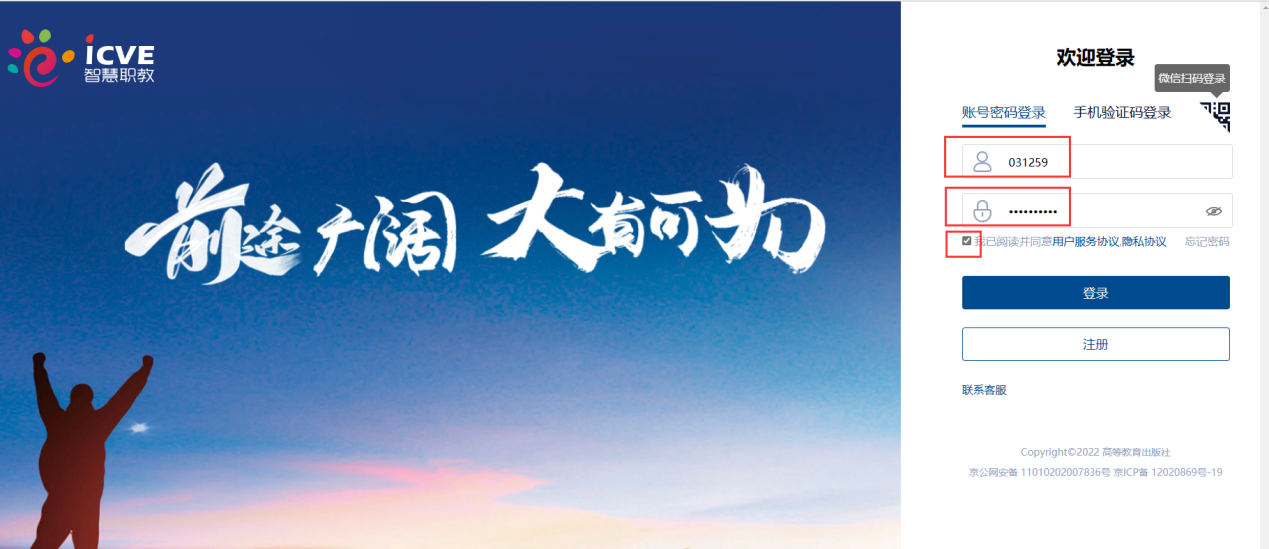 icve
智慧职教
前途广阔 大有可为
欢迎登录
微信扫码登录
账号密码登录 手机验证码登录
031259
••••••••••
我已阅读并同意用户服务协议,隐私协议 忘记密码
登录
注册
联系客服
Copyright©2022 高等教育出版社
京公网安备 11010202007836号 京ICP备 12020869号-19